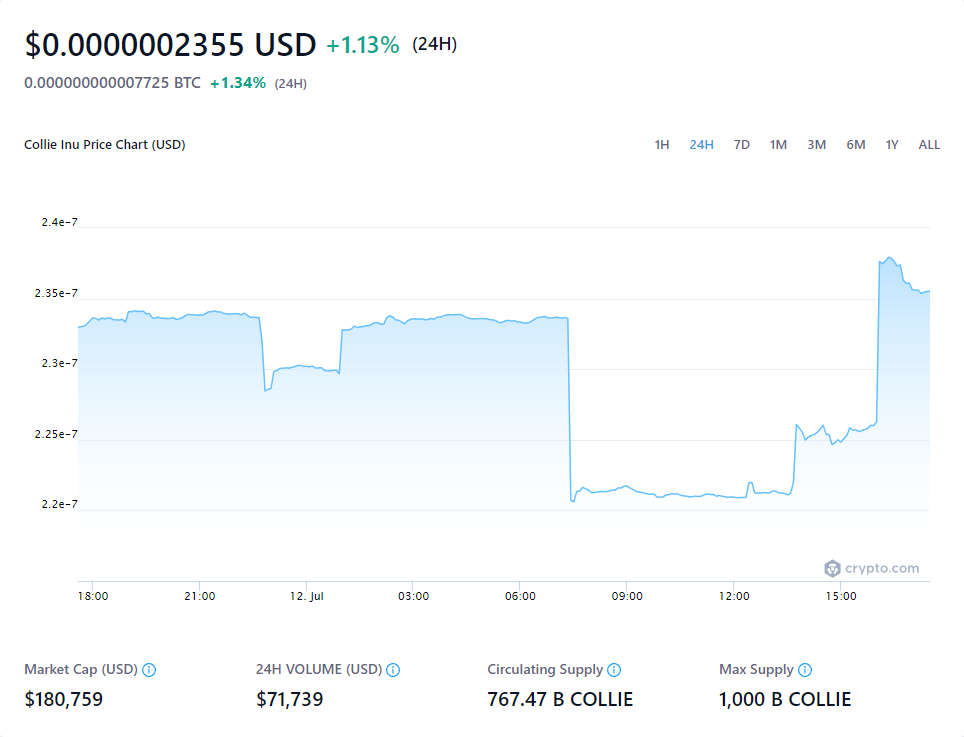 $0.0000002355 USD +1.13% (24H)
0.000000000007725 BTC +1.34% (24H)
Collie Inu Price Chart (USD) 1H 24H 7D 1M 3M 6M 1Y ALL
2.4e-7
2.35e-7
2.3e-7
2.25e-7
2.2e-7
crypto.com
18:00 21:00 12. Jul 03:00 06:00 09:00 12:00 15:00
Market Cap (USD) 24H VOLUME (USD) Circulating Supply Max Supply
$180,759 $71,739 767.47 B COLLIE 1,000 B COLLIE